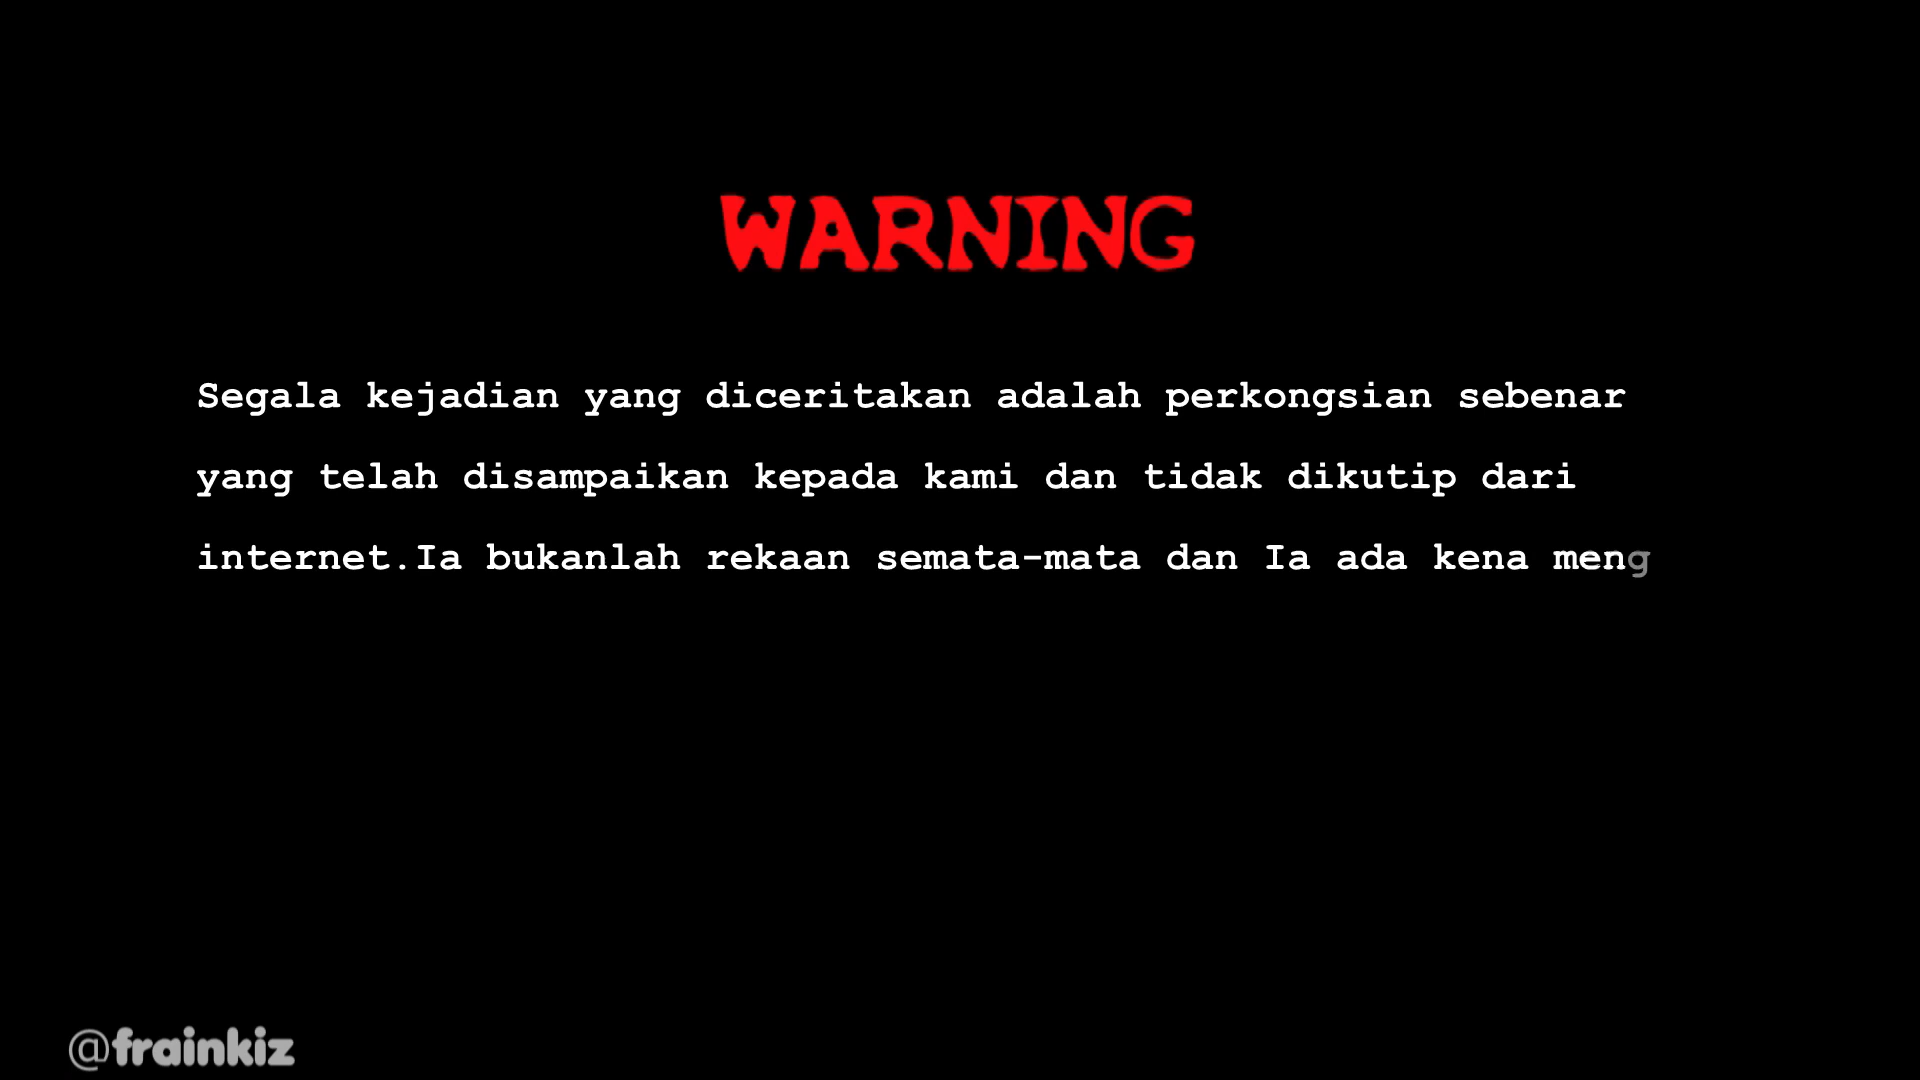 WARNING
Segala kejadian yang diceritakan adalah perkongsian sebenar
yang telah disampaikan kepada kami dan tidak dikutip dari
internet.Ia bukanlah rekaan semata-mata dan Ia ada kena meng
@frainkiz